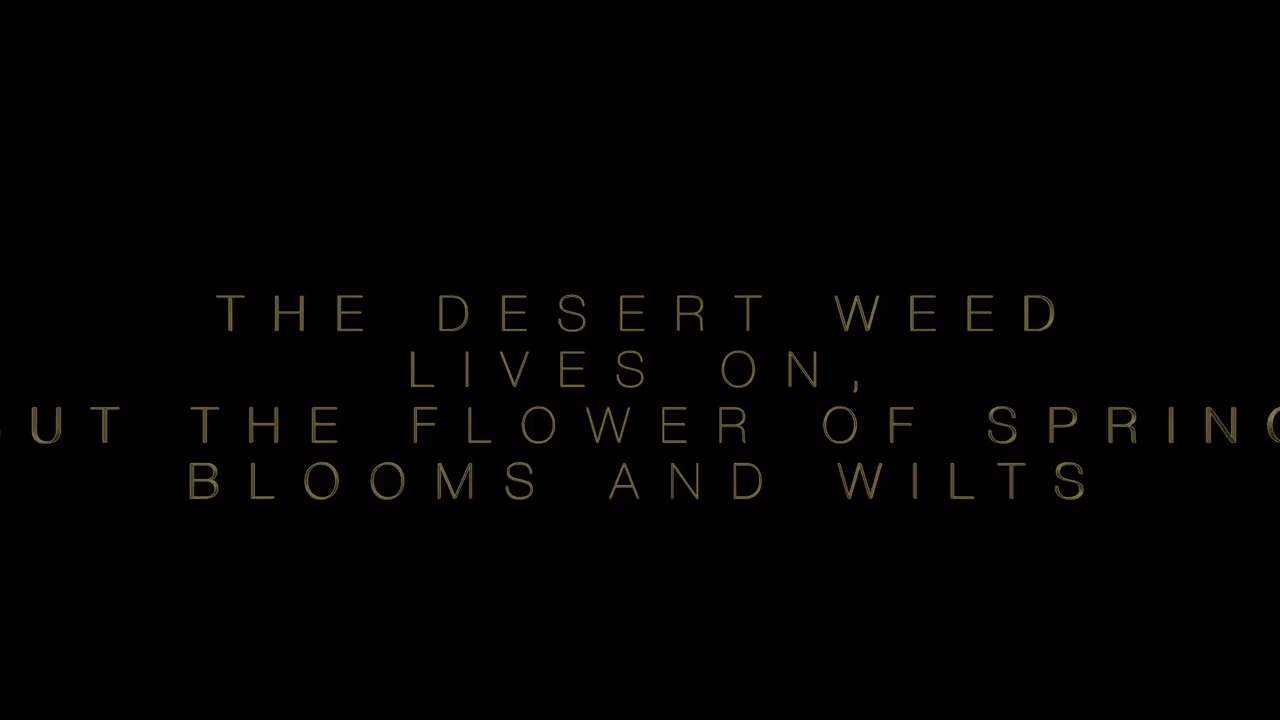 THE DESERT WEED
LIVES ON,
BUT THE FLOWER OF SPRING
BLOOMS AND WILTS